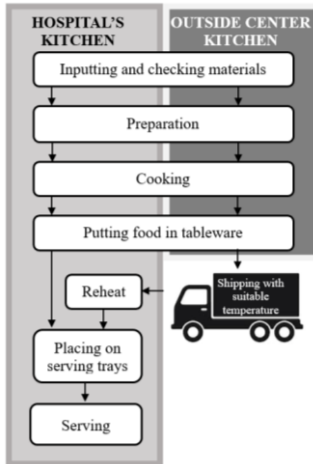 HOSPITAL'S
KITCHEN
OUTSIDE CENTER
KITCHEN
Inputting and checking materials
Preparation
Cooking
Putting food in tableware
Reheat
Shipping with
suitable
temperature
Placing on
serving trays
Serving